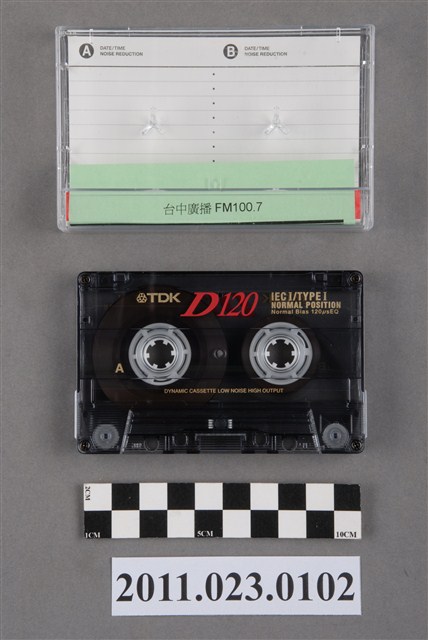 A DATE/TIME NOISE REDUCTION B DATE/TIME NOISE REDUCTION
台中廣播 FM100.7
TDK D120 IEC I/TYPE I
NORMAL POSITION
Normal Bias 120µsEQ
A
DYNAMIC CASSETTE LOW NOISE HIGH OUTPUT
2CM
1CM 5CM 10CM
2011.023.0102